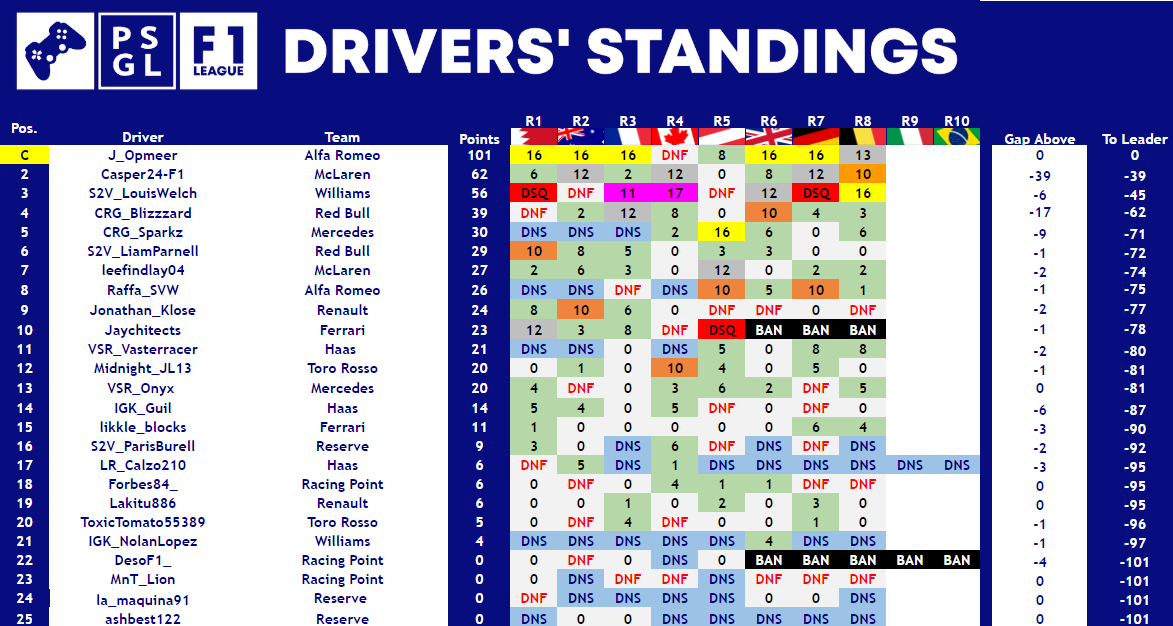 PS
GL
F1
LEAGUE
DRIVERS' STANDINGS
Pos. Driver Team Points R1 R2 R3 R4 R5 R6 R7 R8 R9 R10 Gap Above To Leader
C J_Opmeer Alfa Romeo 101 16 16 16 DNF 8 16 16 13 0 0
2 Casper24-F1 McLaren 62 6 12 2 12 0 8 12 10 -39 -39
3 S2V_LouisWelch Williams 56 DSQ DNF 11 17 DNF 12 DSQ 16 -6 -45
4 CRG_Blizzzard Red Bull 39 DNF 2 12 8 0 10 4 3 -17 -62
5 CRG_Sparkz Mercedes 30 DNS DNS DNS 2 16 6 0 6 -9 -71
6 S2V_LiamParnell Red Bull 29 10 8 5 0 3 3 0 0 -1 -72
7 leefindlay04 McLaren 27 2 6 3 0 12 0 2 2 -2 -74
8 Raffa_SVW Alfa Romeo 26 DNS DNS DNF DNS 10 5 10 1 -1 -75
9 Jonathan_Klose Renault 24 8 10 6 0 DNF DNF 0 DNF -2 -77
10 Jaychitects Ferrari 23 12 3 8 DNF DSQ BAN BAN BAN -1 -78
11 VSR_Vasterracer Haas 21 DNS DNS 0 DNS 5 0 8 8 -2 -80
12 Midnight_JL13 Toro Rosso 20 0 1 0 10 4 0 5 0 -1 -81
13 VSR_Onyx Mercedes 20 4 DNF 0 3 6 2 DNF 5 0 -81
14 IGK_Guil Haas 14 5 4 0 5 DNF 0 DNF 0 -6 -87
15 likkle_blocks Ferrari 11 1 0 0 0 0 0 6 4 -3 -90
16 S2V_ParisBurell Reserve 9 3 0 DNS 6 DNF DNS DNF DNS -2 -92
17 LR_Calzo210 Haas 6 DNF 5 DNS 1 DNS DNS DNS DNS DNS DNS -3 -95
18 Forbes84_ Racing Point 6 0 DNF 0 4 1 1 DNF DNF 0 -95
19 Lakitu886 Renault 6 0 0 1 0 2 0 3 0 0 -95
20 ToxicTomato55389 Toro Rosso 5 0 DNF 4 DNF 0 0 1 0 -1 -96
21 IGK_NolanLopez Williams 4 DNS DNS DNS DNS DNS 4 DNS DNS -1 -97
22 DesoF1_ Racing Point 0 0 DNF 0 DNS 0 BAN BAN BAN BAN BAN -4 -101
23 MnT_Lion Racing Point 0 0 DNS DNF DNF DNS DNF DNF DNF 0 -101
24 la_maquina91 Reserve 0 DNF DNS DNS DNS DNS 0 0 DNS 0 -101
25 ashbest122 Reserve 0 DNS 0 0 DNS DNS DNS DNS DNS 0 -101